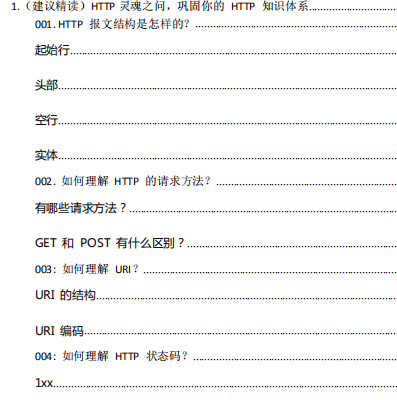 1.（建议精读）HTTP 灵魂之问，巩固你的 HTTP 知识体系................................
001. HTTP 报文结构是怎样的？................................................................
起始行................................................................
头部................................................................
空行................................................................
实体................................................................
002. 如何理解 HTTP 的请求方法？................................................................
有哪些请求方法？................................................................
GET 和 POST 有什么区别？................................................................
003: 如何理解 URI？................................................................
URI 的结构................................................................
URI 编码................................................................
004: 如何理解 HTTP 状态码？................................................................
1xx................................................................